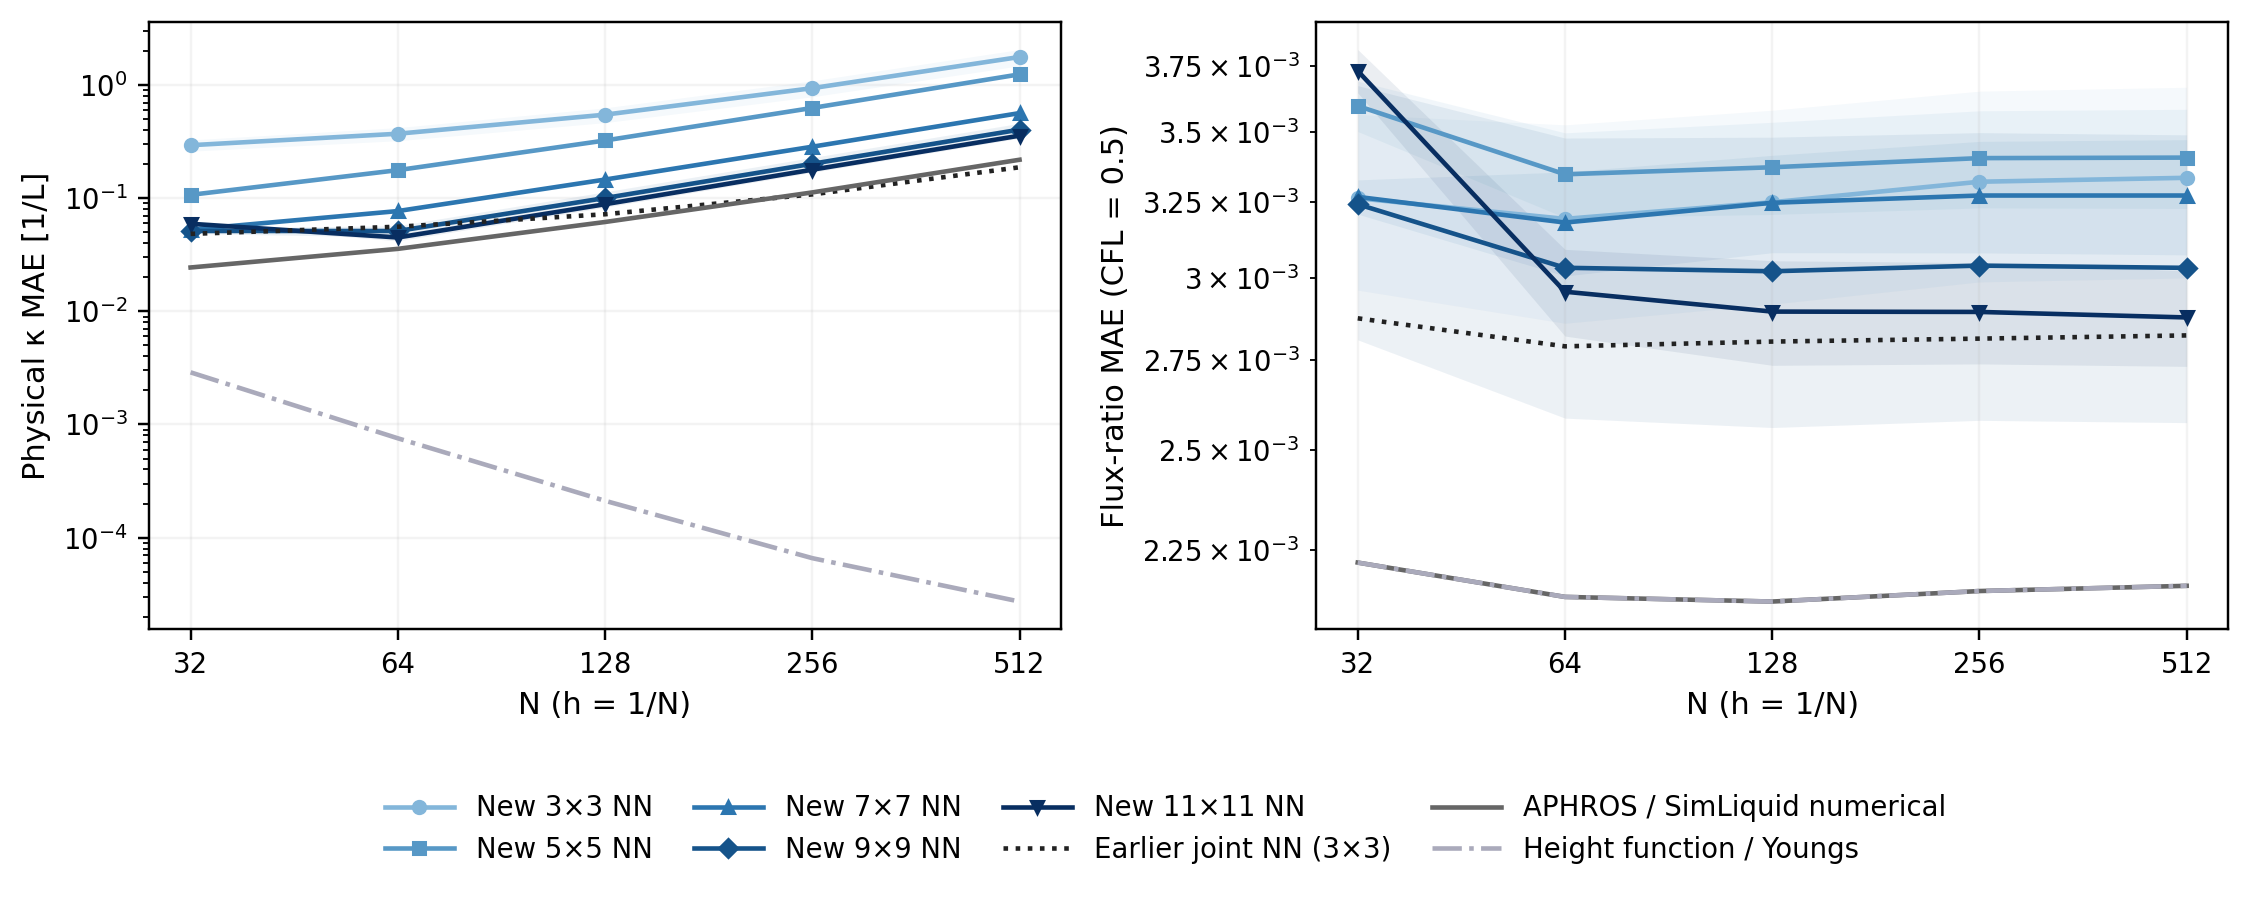 Physical κ MAE [1/L]
10⁰
10⁻¹
10⁻²
10⁻³
10⁻⁴
32 64 128 256 512
N (h = 1/N)
Flux-ratio MAE (CFL = 0.5)
3.75 × 10⁻³
3.5 × 10⁻³
3.25 × 10⁻³
3 × 10⁻³
2.75 × 10⁻³
2.5 × 10⁻³
2.25 × 10⁻³
32 64 128 256 512
N (h = 1/N)
New 3×3 NN
New 5×5 NN
New 7×7 NN
New 9×9 NN
New 11×11 NN
Earlier joint NN (3×3)
APHROS / SimLiquid numerical
Height function / Youngs